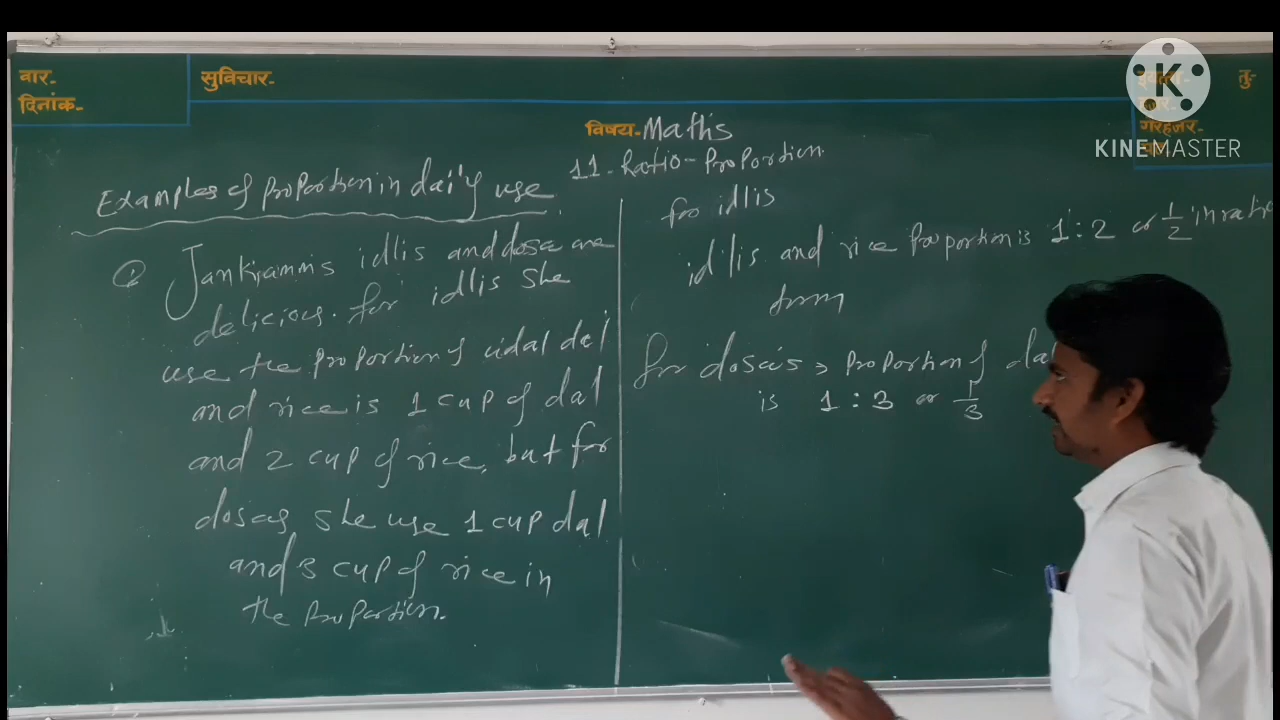 वार-
दिनांक-
सुविचार-
विषय- Maths
11. Ratio-Proportion.
गैरहजर-
KINEMASTER
Examples of proportion in daily use
Q Jankiamma's idlis and dosa are
delicious. for idlis she
use the proportion of udal dal
and rice is 1 cup of dal
and 2 cup of rice, but for
dosas she use 1 cup dal
and 3 cup of rice in
the proportion.
for idlis
idlis and rice proportion is 1:2 or 1/2 in ratio
form
for dosa's, proportion of dal
is 1:3 or 1/3